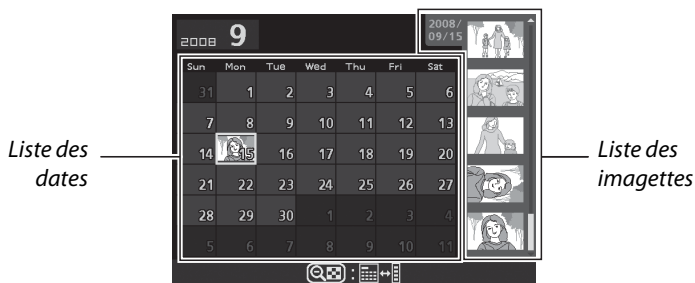 2008 9
2008/
09/15
Sun Mon Tue Wed Thu Fri Sat
31 1 2 3 4 5 6
7 8 9 10 11 12 13
14 15 16 17 18 19 20
21 22 23 24 25 26 27
28 29 30 1 2 3 4
5 6 7 8 9 10 11
Liste des
dates
Liste des
imagettes
: